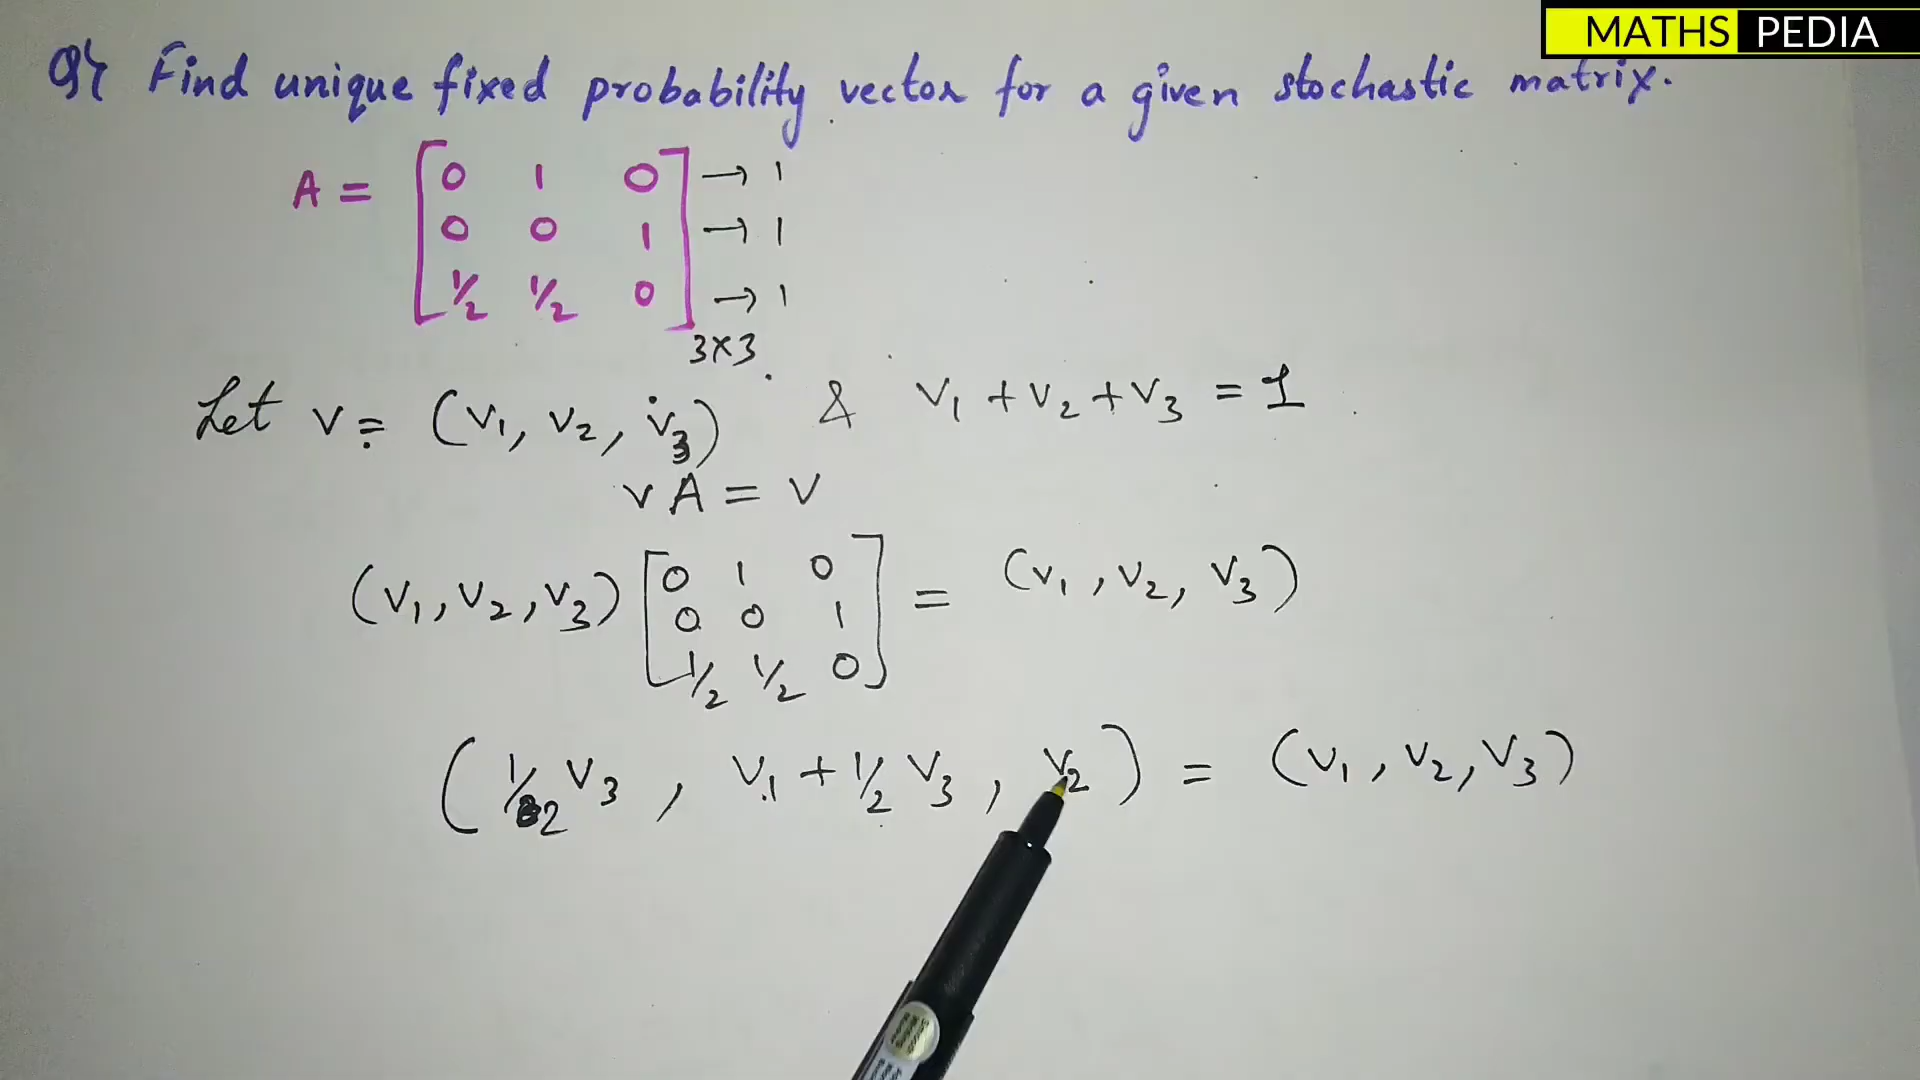 MATHS PEDIA
Q Find unique fixed probability vector for a given stochastic matrix.
A = [0 1 0] → 1
[0 0 1] → 1
[1/2 1/2 0] → 1
3×3
Let v = (v1, v2, v3) & v1 + v2 + v3 = 1
v A = v
(v1, v2, v3) [0 1 0
0 0 1
1/2 1/2 0] = (v1, v2, v3)
(1/2 v3, v1 + 1/2 v3, v2) = (v1, v2, v3)